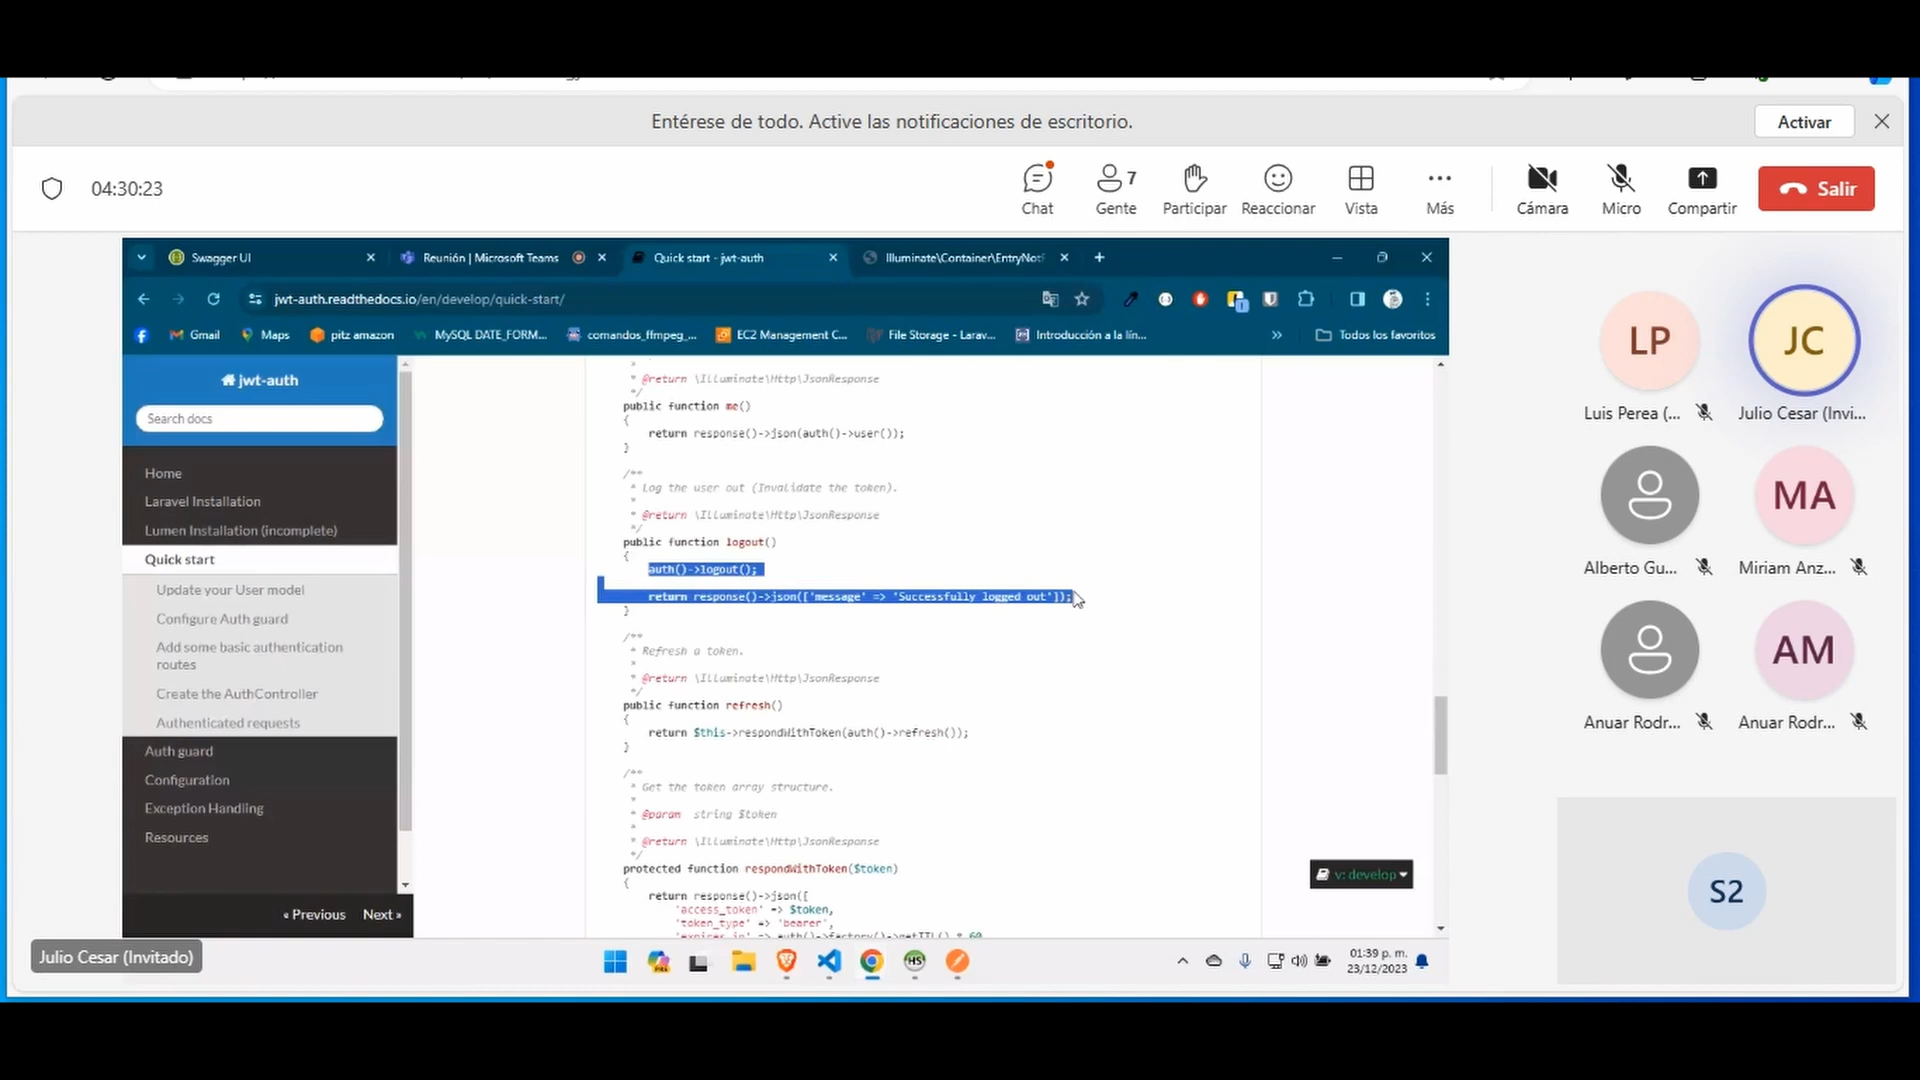 Entérese de todo. Active las notificaciones de escritorio.
Activar
04:30:23
Chat
7
Gente
Participar
Reaccionar
Vista
Más
Cámara
Micro
Compartir
Salir
Swagger UI
Reunión | Microsoft Teams
Quick start - jwt-auth
Illuminate\Container\EntryNotF
jwt-auth.readthedocs.io/en/develop/quick-start/
Gmail
Maps
pitz amazon
MySQL DATE_FORM...
comandos_ffmpeg_...
EC2 Management C...
File Storage - Larav...
Introducción a la lín...
»
Todos los favoritos
jwt-auth
Search docs
Home
Laravel Installation
Lumen Installation (incomplete)
Quick start
Update your User model
Configure Auth guard
Add some basic authentication
routes
Create the AuthController
Authenticated requests
Auth guard
Configuration
Exception Handling
Resources
« Previous
Next »
*
* @return \Illuminate\Http\JsonResponse
*/
public function me()
{
return response()->json(auth()->user());
}
/**
* Log the user out (Invalidate the token).
*
* @return \Illuminate\Http\JsonResponse
*/
public function logout()
{
auth()->logout();
return response()->json(['message' => 'Successfully logged out']);
}
/**
* Refresh a token.
*
* @return \Illuminate\Http\JsonResponse
*/
public function refresh()
{
return $this->respondWithToken(auth()->refresh());
}
/**
* Get the token array structure.
*
* @param string $token
*
* @return \Illuminate\Http\JsonResponse
*/
protected function respondWithToken($token)
{
return response()->json([
'access_token' => $token,
'token_type' => 'bearer',
'expires_in' => auth()->factory()->getTTL() * 60
v: develop
LP
JC
Luis Perea (...
Julio Cesar (Invi...
MA
Alberto Gu...
Miriam Anz...
AM
Anuar Rodr...
Anuar Rodr...
S2
Julio Cesar (Invitado)
HS
01:39 p. m.
23/12/2023